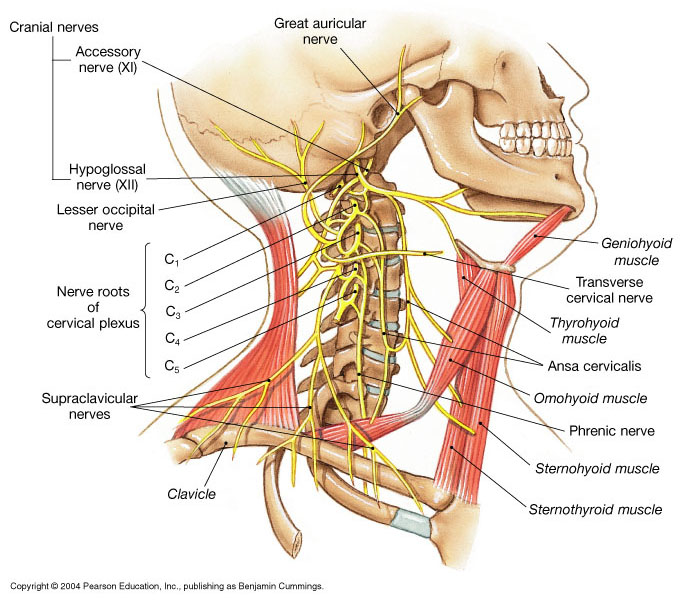 Great auricular
nerve
Cranial nerves
Accessory
nerve (XI)
Hypoglossal
nerve (XII)
Lesser occipital
nerve
C1
C2
C3
C4
C5
Nerve roots
of
cervical plexus
Supraclavicular
nerves
Clavicle
Geniohyoid
muscle
Transverse
cervical nerve
Thyrohyoid
muscle
Ansa cervicalis
Omohyoid muscle
Phrenic nerve
Sternohyoid muscle
Sternothyroid muscle
Copyright © 2004 Pearson Education, Inc., publishing as Benjamin Cummings.